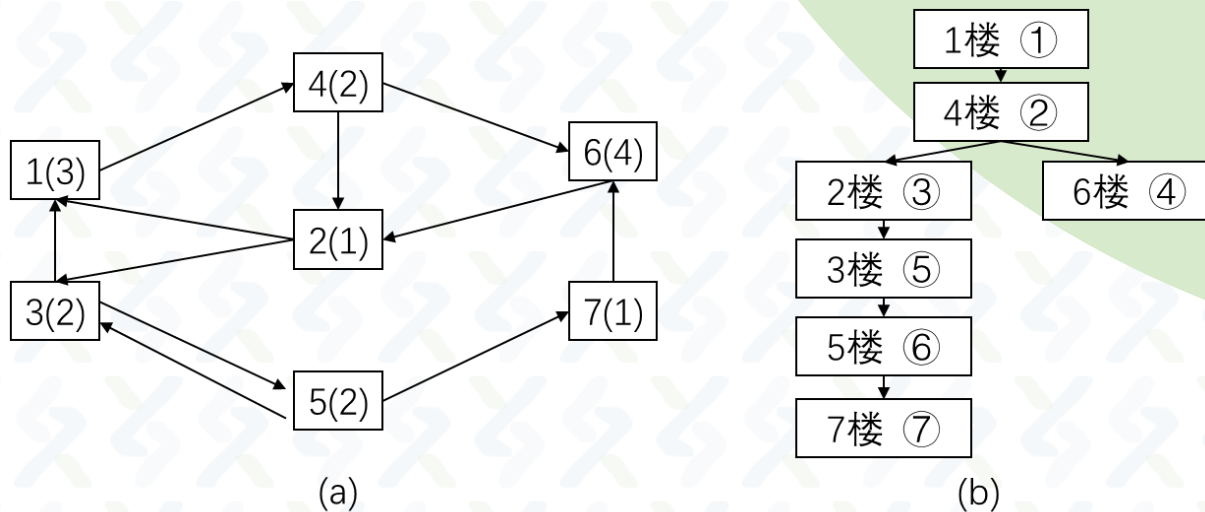 4(2)
1(3)
6(4)
2(1)
3(2)
7(1)
5(2)
(a)
1楼 ①
4楼 ②
2楼 ③
6楼 ④
3楼 ⑤
5楼 ⑥
7楼 ⑦
(b)